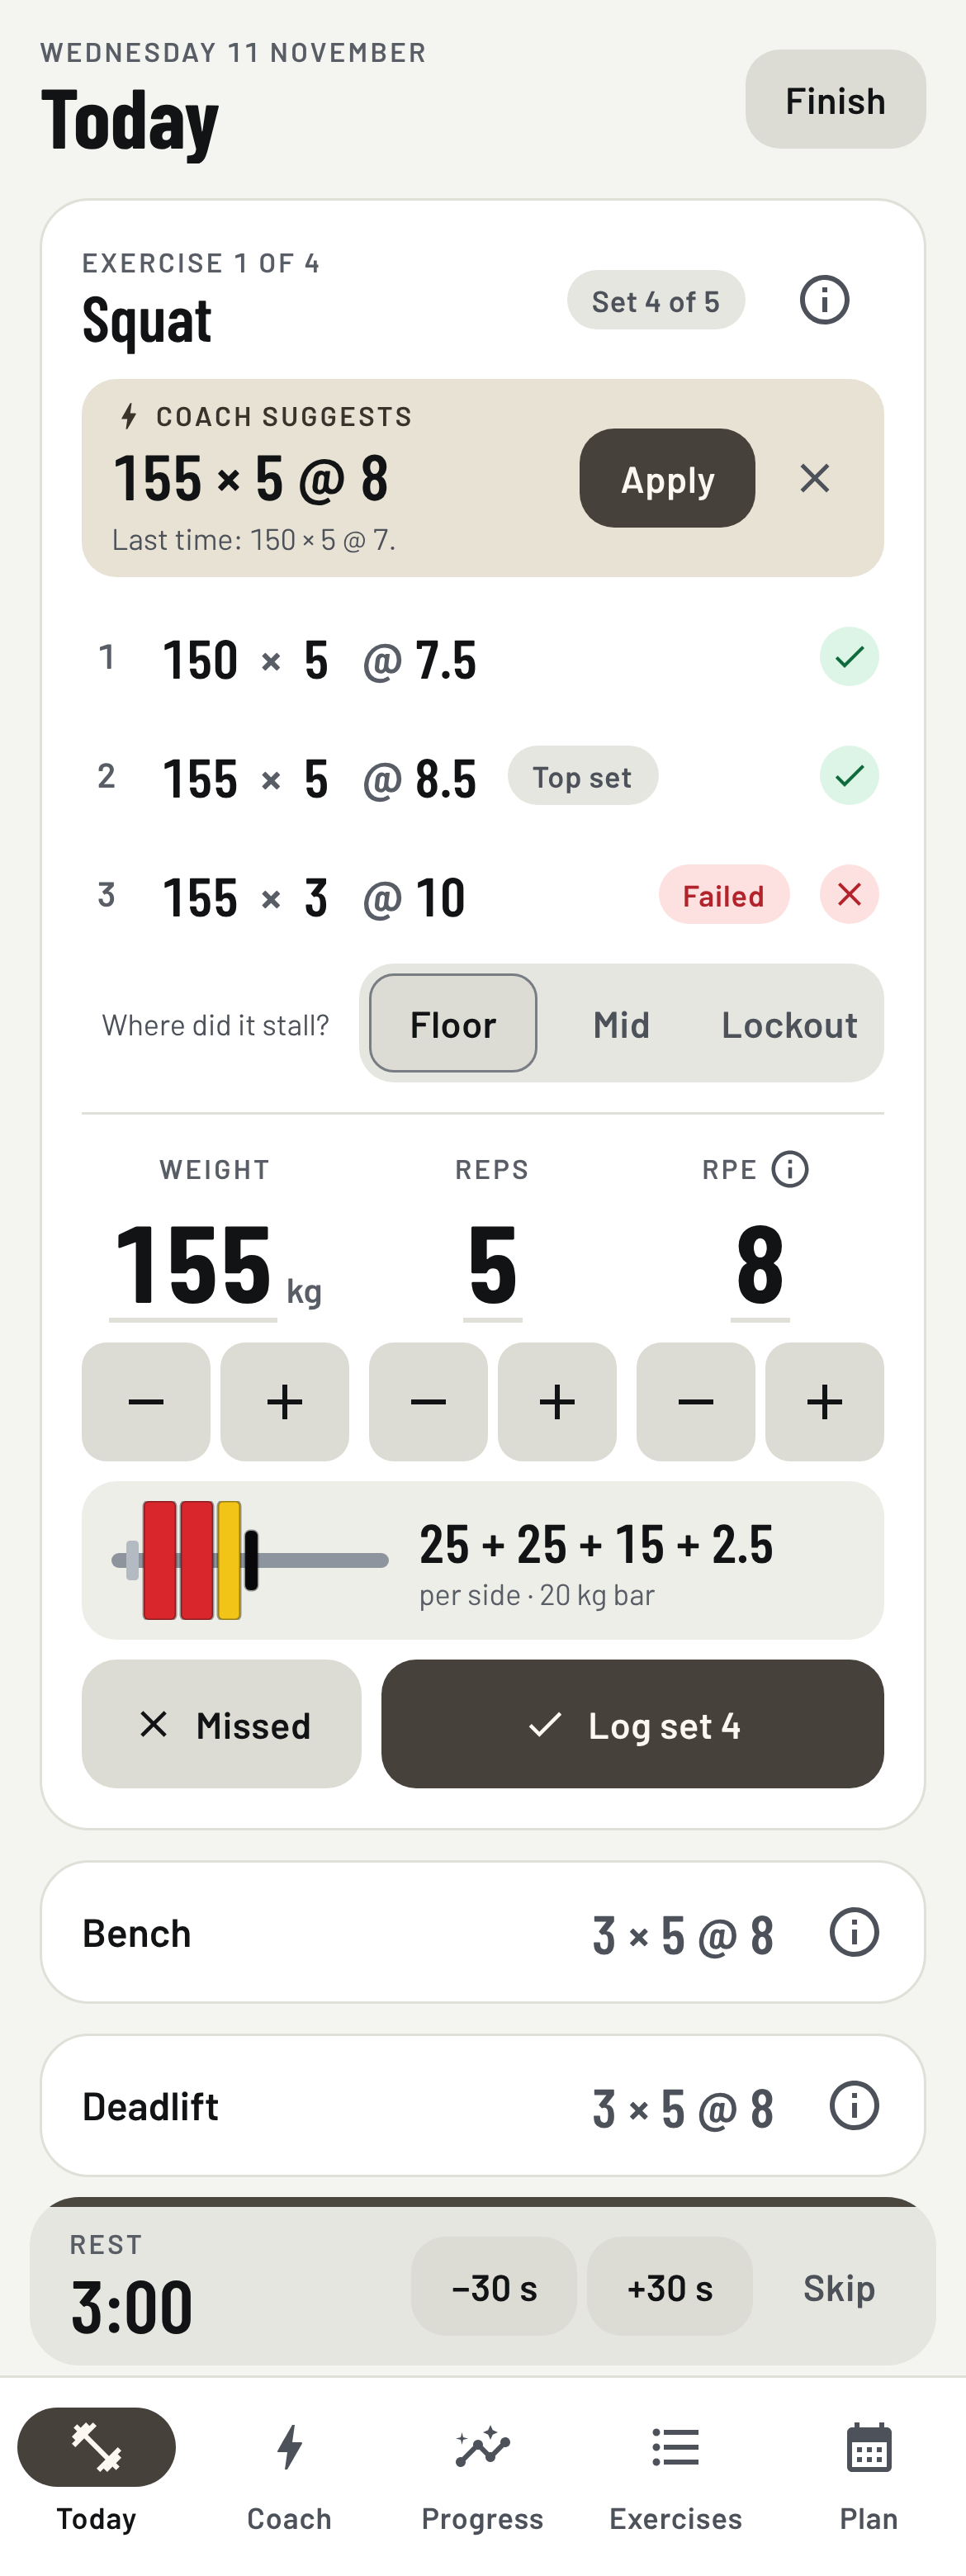 WEDNESDAY 11 NOVEMBER
Today
Finish
EXERCISE 1 OF 4
Squat
Set 4 of 5
COACH SUGGESTS
155 × 5 @ 8
Last time: 150 × 5 @ 7.
Apply
1 150 × 5 @ 7.5
2 155 × 5 @ 8.5 Top set
3 155 × 3 @ 10 Failed
Where did it stall? Floor Mid Lockout
WEIGHT REPS RPE
155 kg 5 8
25 + 25 + 15 + 2.5
per side · 20 kg bar
Missed
Log set 4
Bench 3 × 5 @ 8
Deadlift 3 × 5 @ 8
REST
3:00
−30 s +30 s Skip
Today Coach Progress Exercises Plan